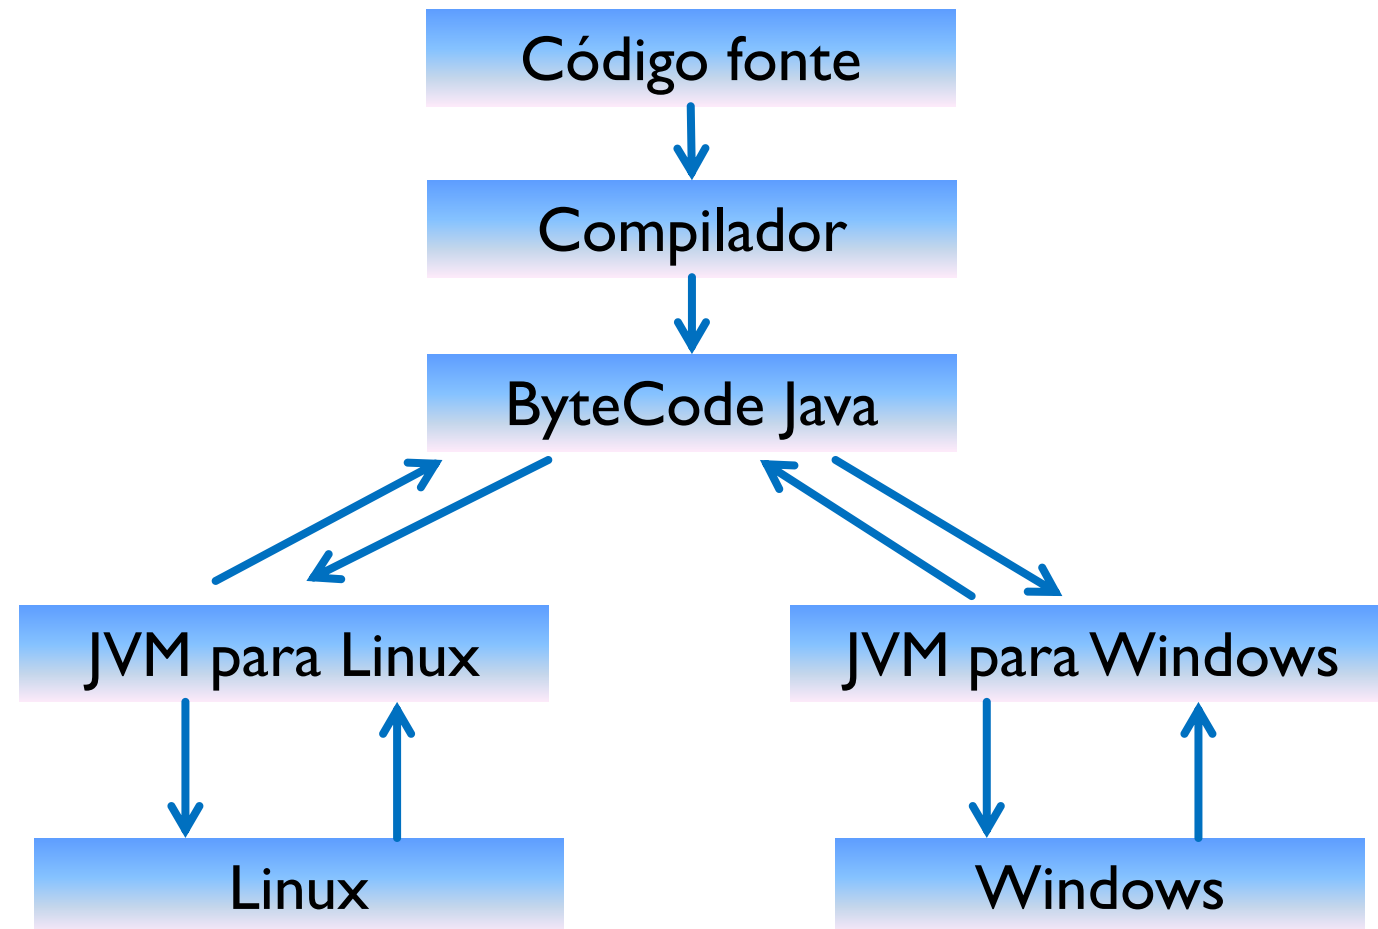 Código fonte
Compilador
ByteCode Java
JVM para Linux
JVM para Windows
Linux
Windows